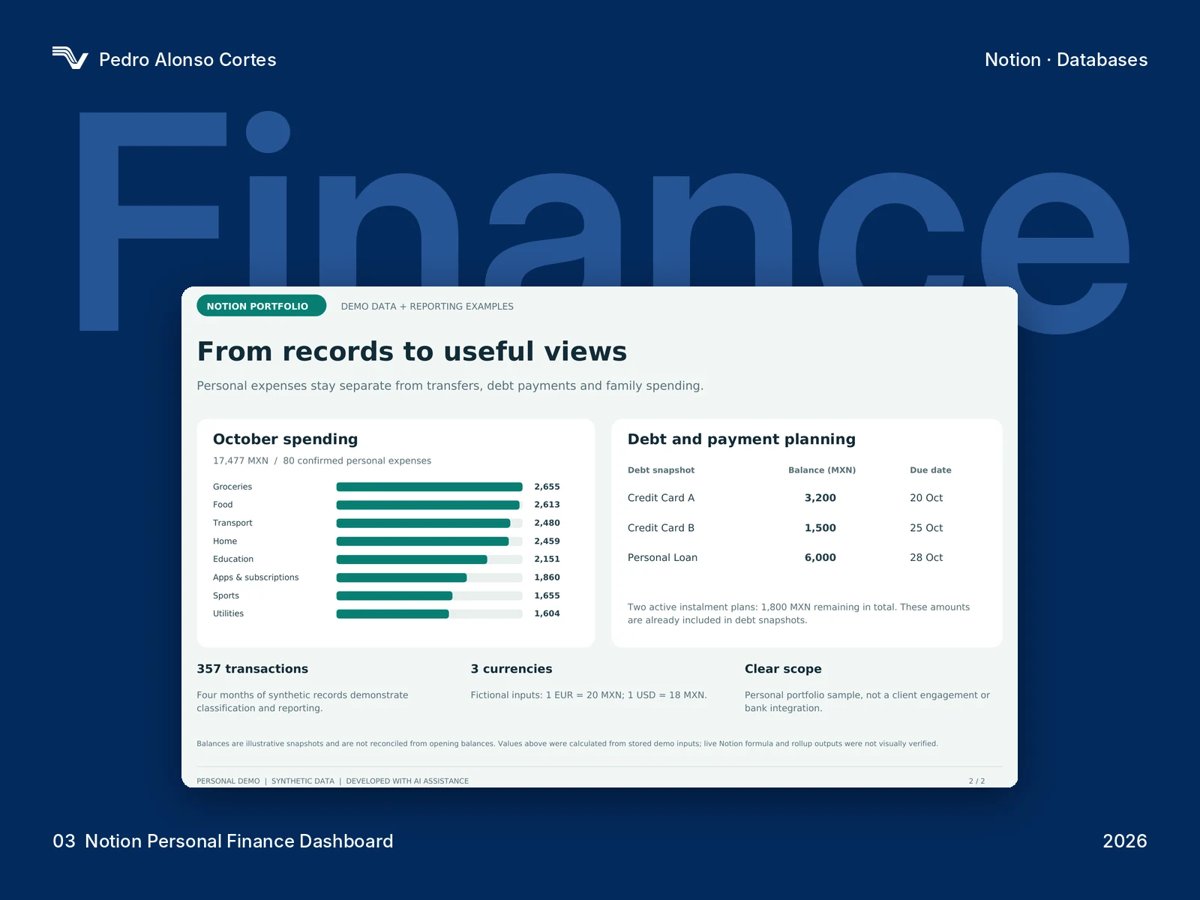 Pedro Alonso Cortes
Notion · Databases
Finance
NOTION PORTFOLIO
DEMO DATA + REPORTING EXAMPLES
From records to useful views
Personal expenses stay separate from transfers, debt payments and family spending.
October spending
17,477 MXN / 80 confirmed personal expenses
Groceries 2,655
Food 2,613
Transport 2,480
Home 2,459
Education 2,151
Apps & subscriptions 1,860
Sports 1,655
Utilities 1,604
Debt and payment planning
Debt snapshot Balance (MXN) Due date
Credit Card A 3,200 20 Oct
Credit Card B 1,500 25 Oct
Personal Loan 6,000 28 Oct
Two active instalment plans: 1,800 MXN remaining in total. These amounts
are already included in debt snapshots.
357 transactions
Four months of synthetic records demonstrate
classification and reporting.
3 currencies
Fictional inputs: 1 EUR = 20 MXN; 1 USD = 18 MXN.
Clear scope
Personal portfolio sample, not a client engagement or
bank integration.
Balances are illustrative snapshots and are not reconciled from opening balances. Values above were calculated from stored demo inputs; live Notion formula and rollup outputs were not visually verified.
PERSONAL DEMO | SYNTHETIC DATA | DEVELOPED WITH AI ASSISTANCE
2 / 2
03 Notion Personal Finance Dashboard
2026